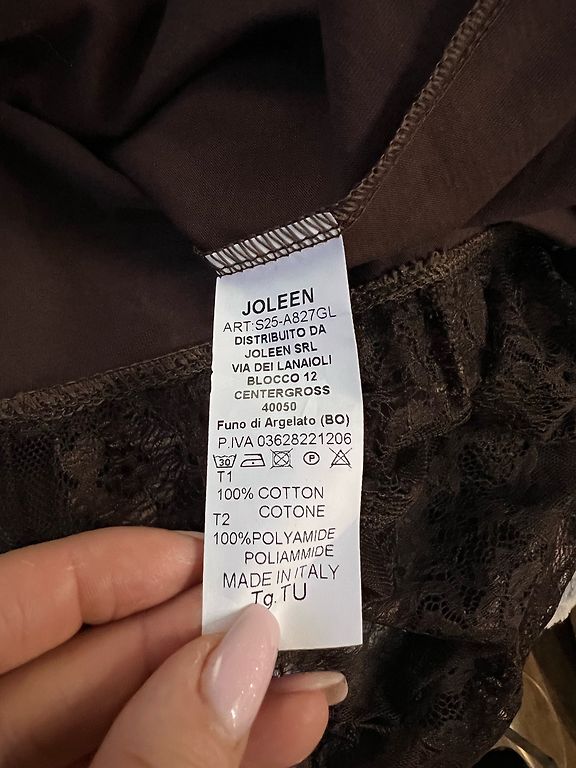 JOLEEN
ART:S25-A827GL
DISTRIBUITO DA
JOLEEN SRL
VIA DEI LANAIOLI
BLOCCO 12
CENTERGROSS
40050
Funo di Argelato (BO)
P.IVA 03628221206
30 P
T1
100% COTTON
COTONE
T2
100%POLYAMIDE
POLIAMMIDE
MADE IN ITALY
Tg.TU